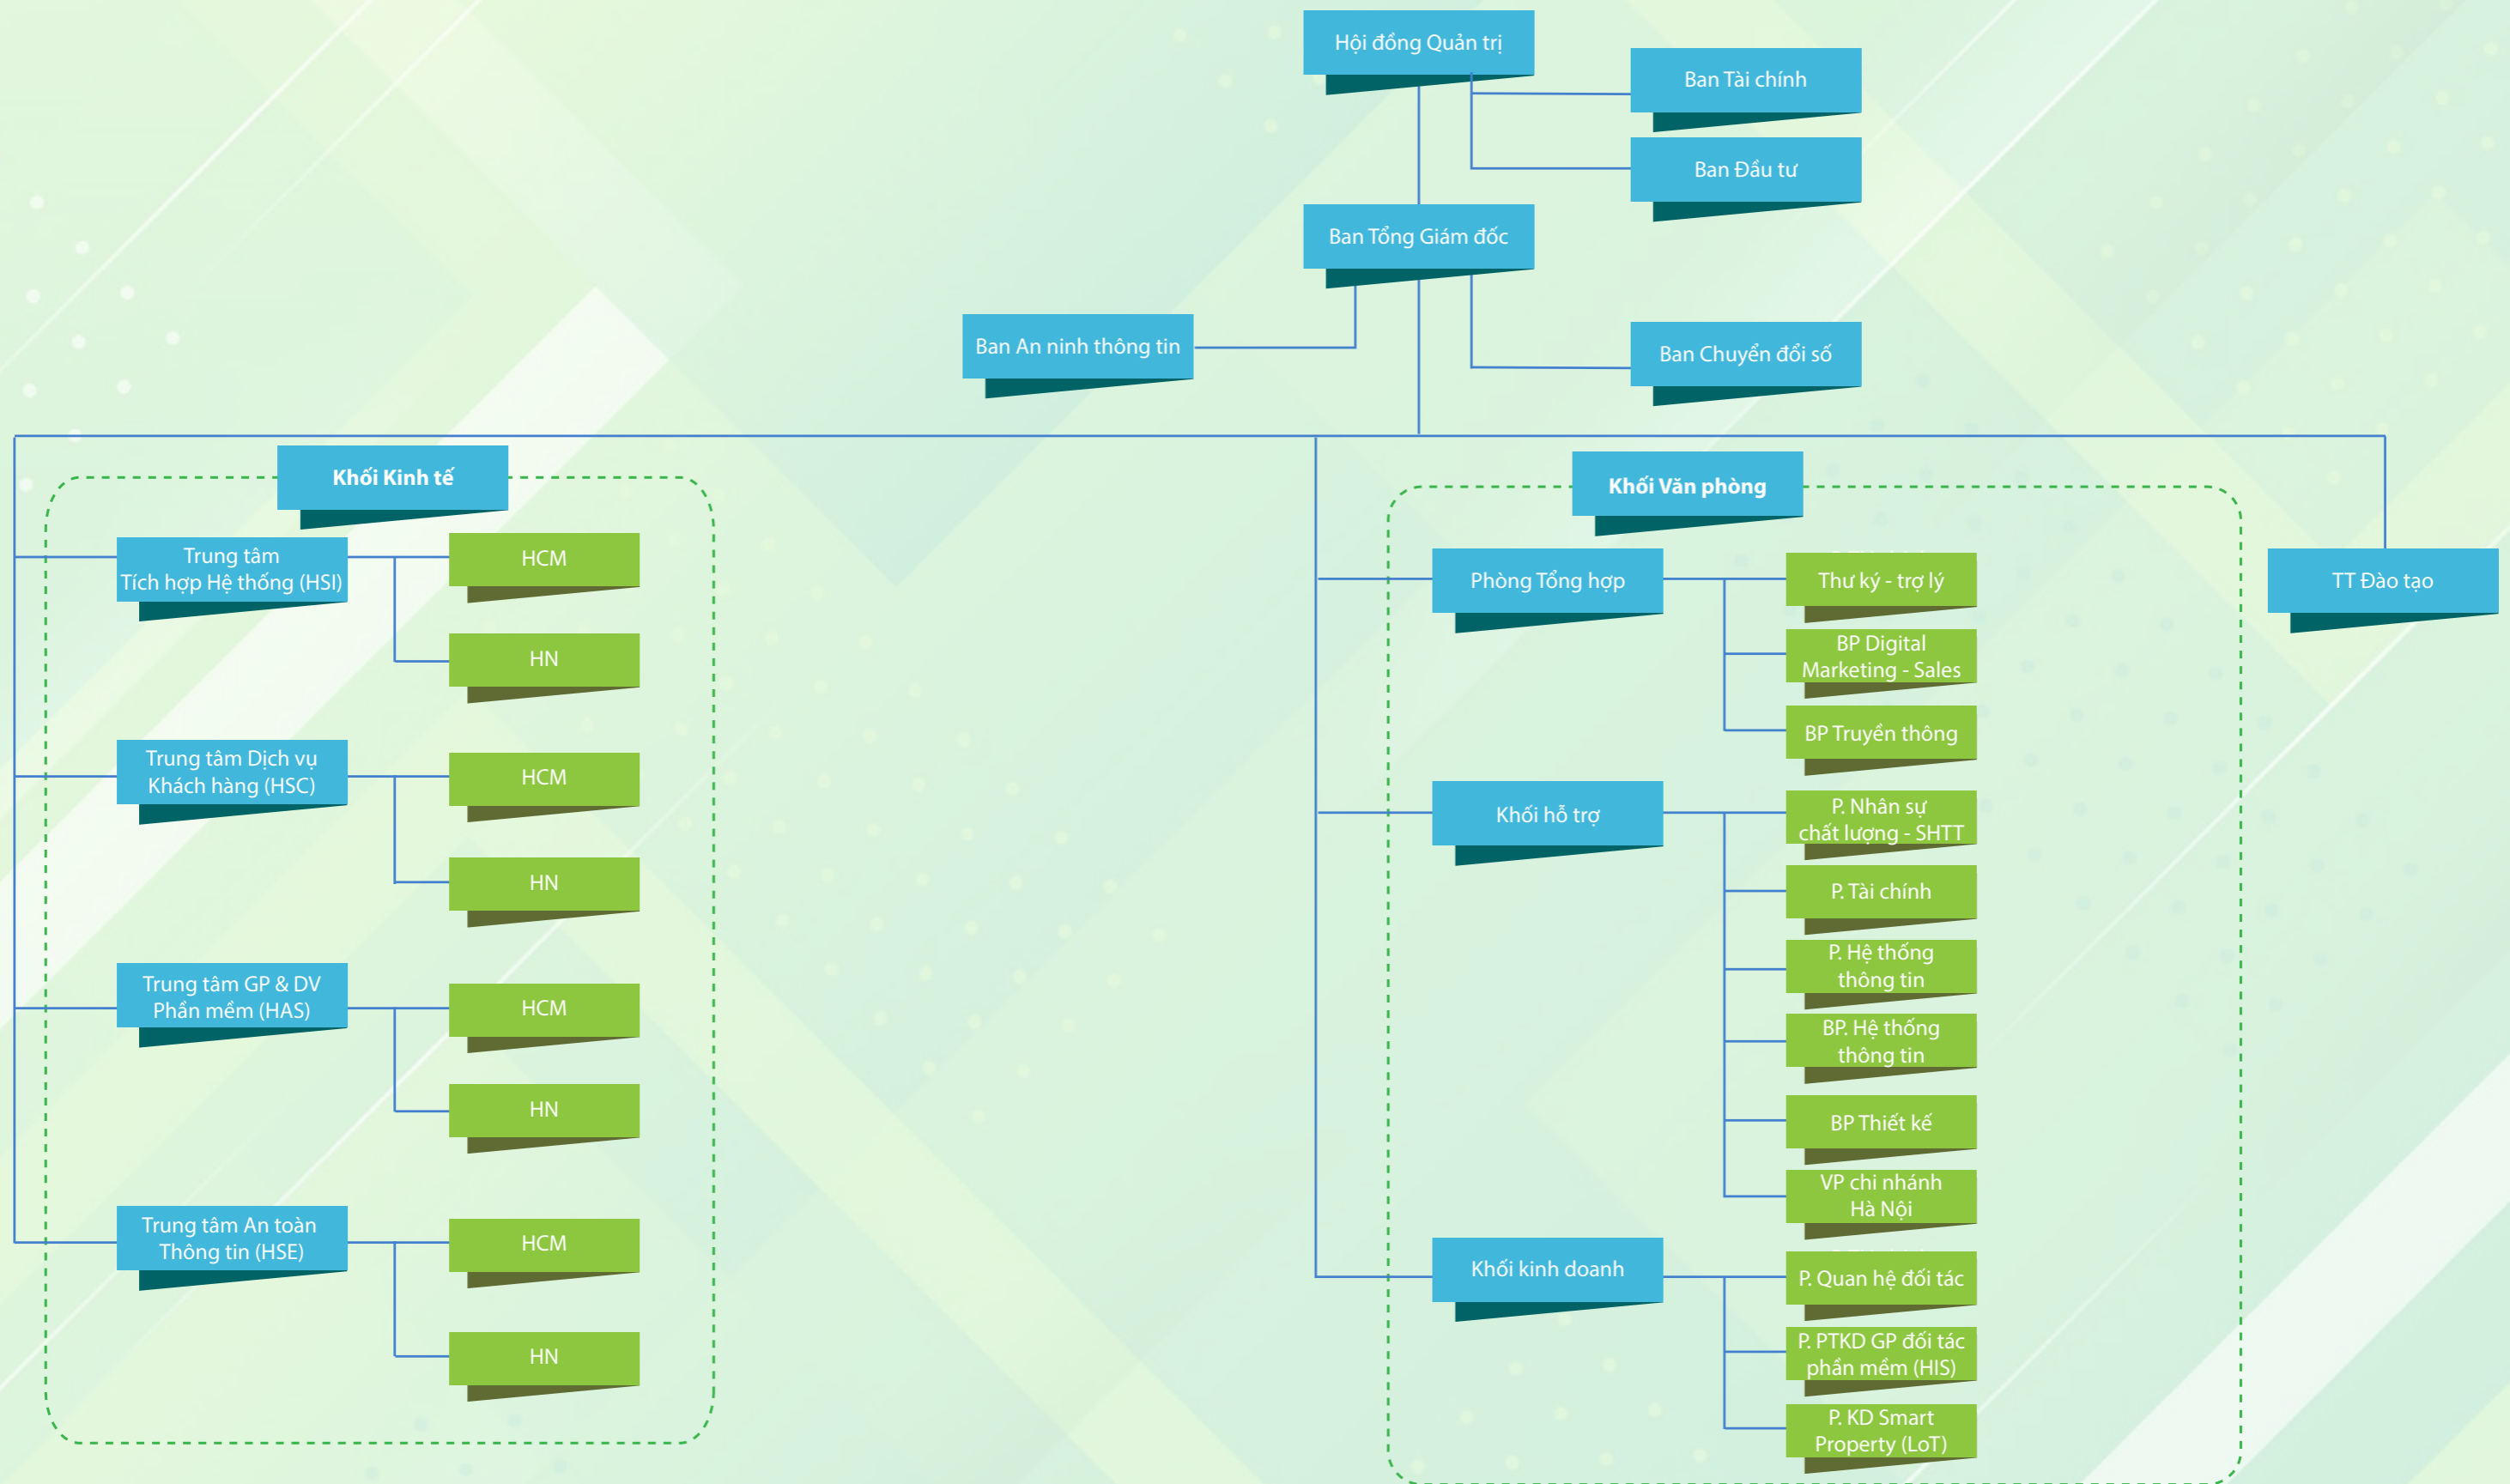 Hội đồng Quản trị
Ban Tài chính
Ban Đầu tư
Ban Tổng Giám đốc
Ban An ninh thông tin
Ban Chuyển đổi số
Khối Kinh tế
Trung tâm
Tích hợp Hệ thống (HSI)
HCM
HN
Trung tâm Dịch vụ
Khách hàng (HSC)
HCM
HN
Trung tâm GP & DV
Phần mềm (HAS)
HCM
HN
Trung tâm An toàn
Thông tin (HSE)
HCM
HN
Khối Văn phòng
Phòng Tổng hợp
Thư ký - trợ lý
BP Digital
Marketing - Sales
BP Truyền thông
Khối hỗ trợ
P. Nhân sự
chất lượng - SHTT
P. Tài chính
P. Hệ thống
thông tin
BP. Hệ thống
thông tin
BP Thiết kế
VP chi nhánh
Hà Nội
Khối kinh doanh
P. Quan hệ đối tác
P. PTKD GP đối tác
phần mềm (HIS)
P. KD Smart
Property (LoT)
TT Đào tạo